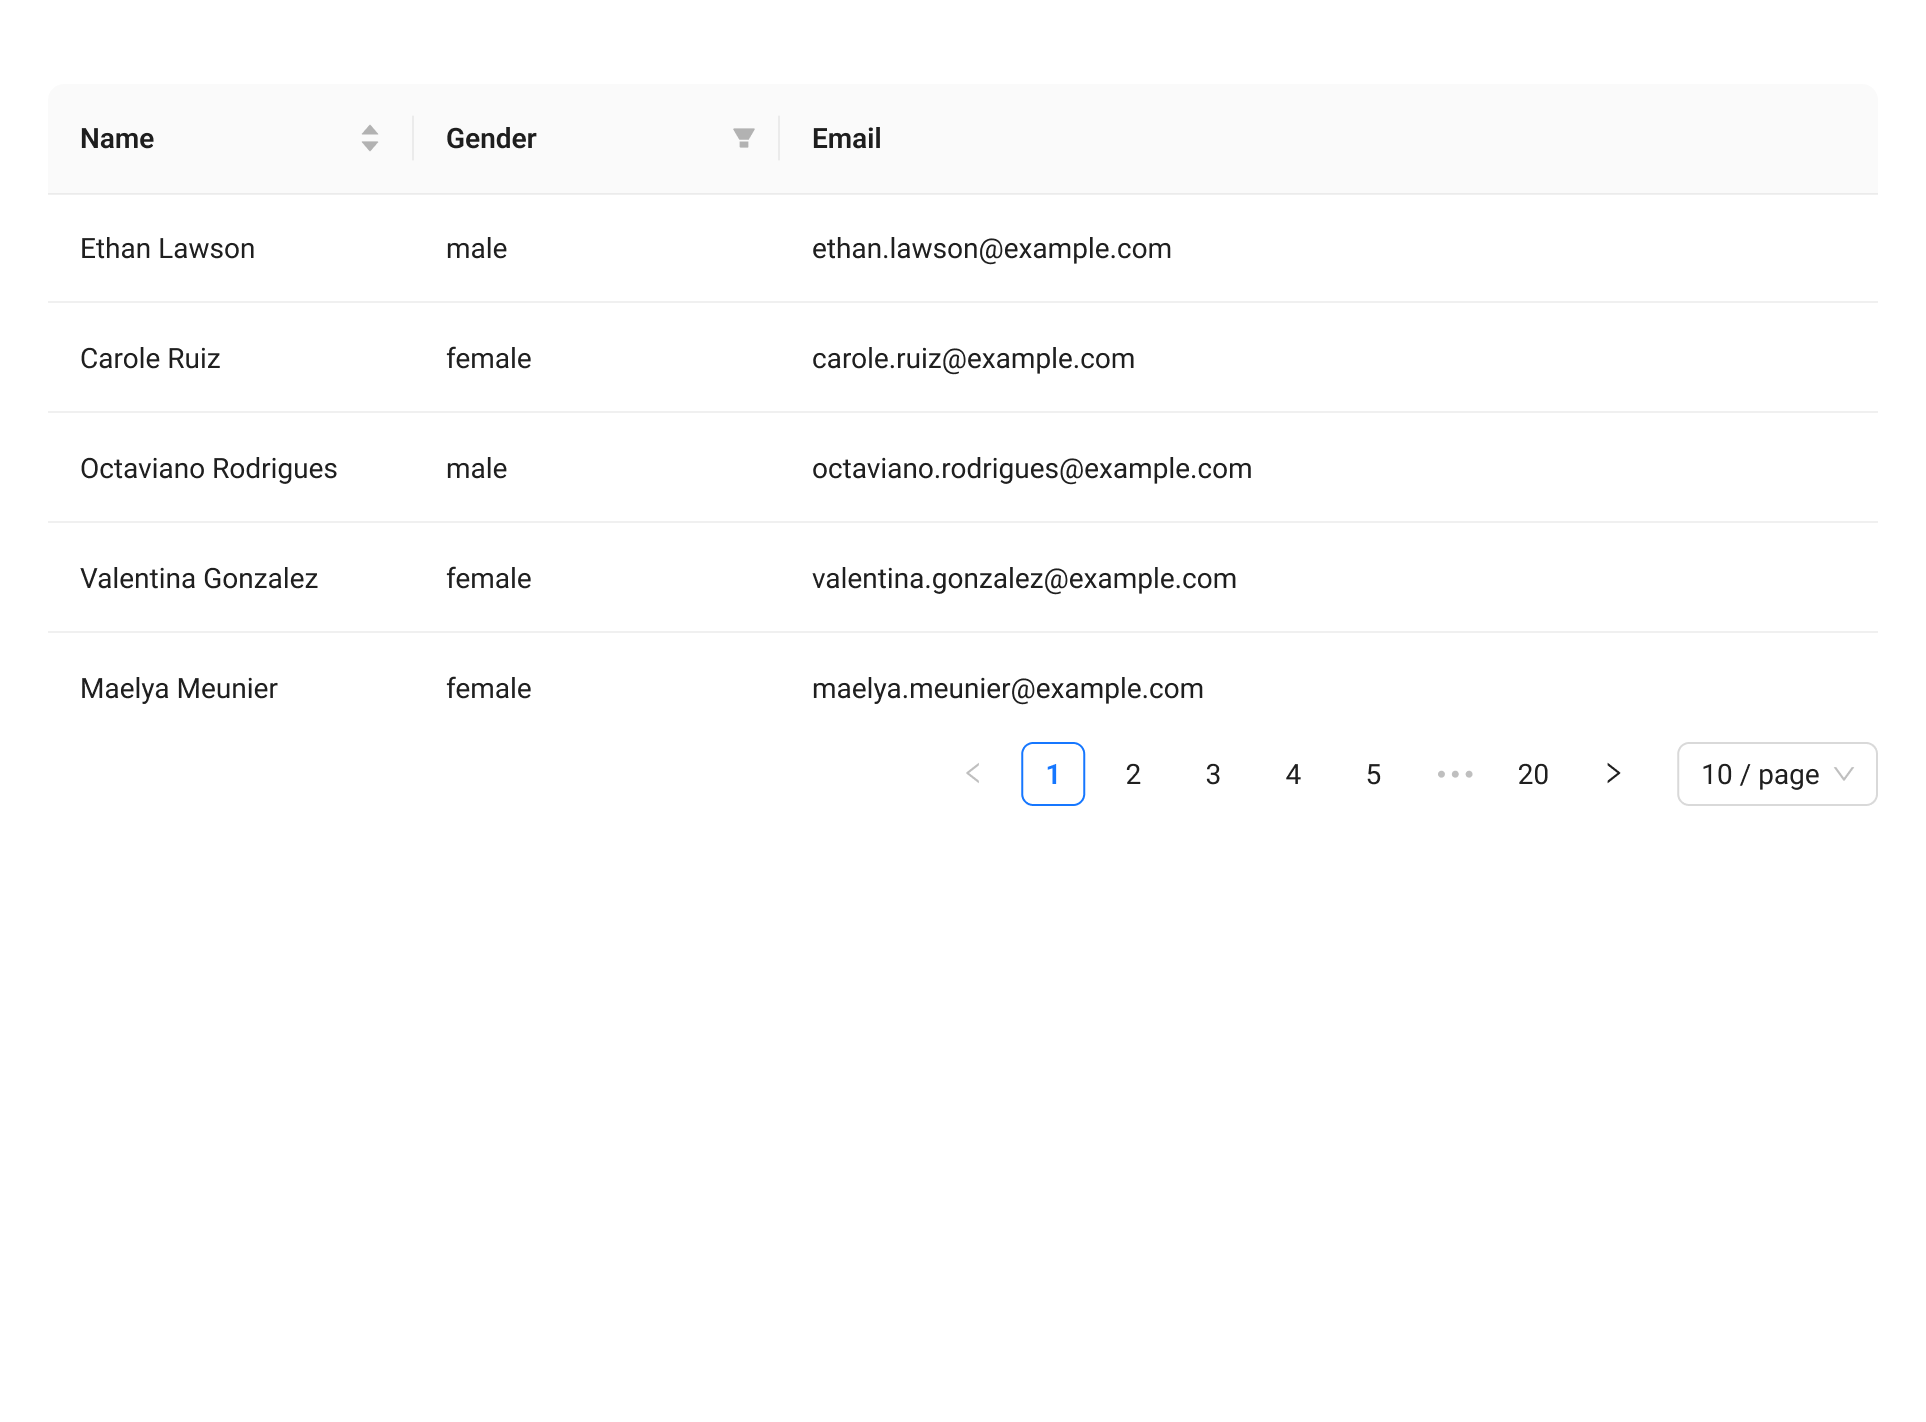 Name Gender Email
Ethan Lawson male ethan.lawson@example.com
Carole Ruiz female carole.ruiz@example.com
Octaviano Rodrigues male octaviano.rodrigues@example.com
Valentina Gonzalez female valentina.gonzalez@example.com
Maelya Meunier female maelya.meunier@example.com
1 2 3 4 5 ••• 20 10 / page